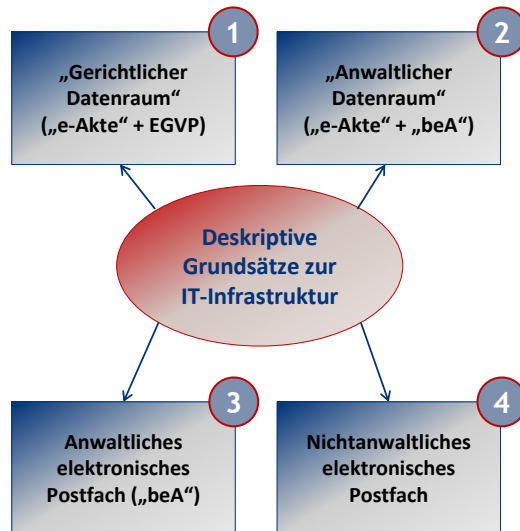 1
„Gerichtlicher
Datenraum“
(„e-Akte“ + EGVP)
2
„Anwaltlicher
Datenraum“
(„e-Akte“ + „beA“)
Deskriptive
Grundsätze zur
IT-Infrastruktur
3
Anwaltliches
elektronisches
Postfach („beA“)
4
Nichtanwaltliches
elektronisches
Postfach